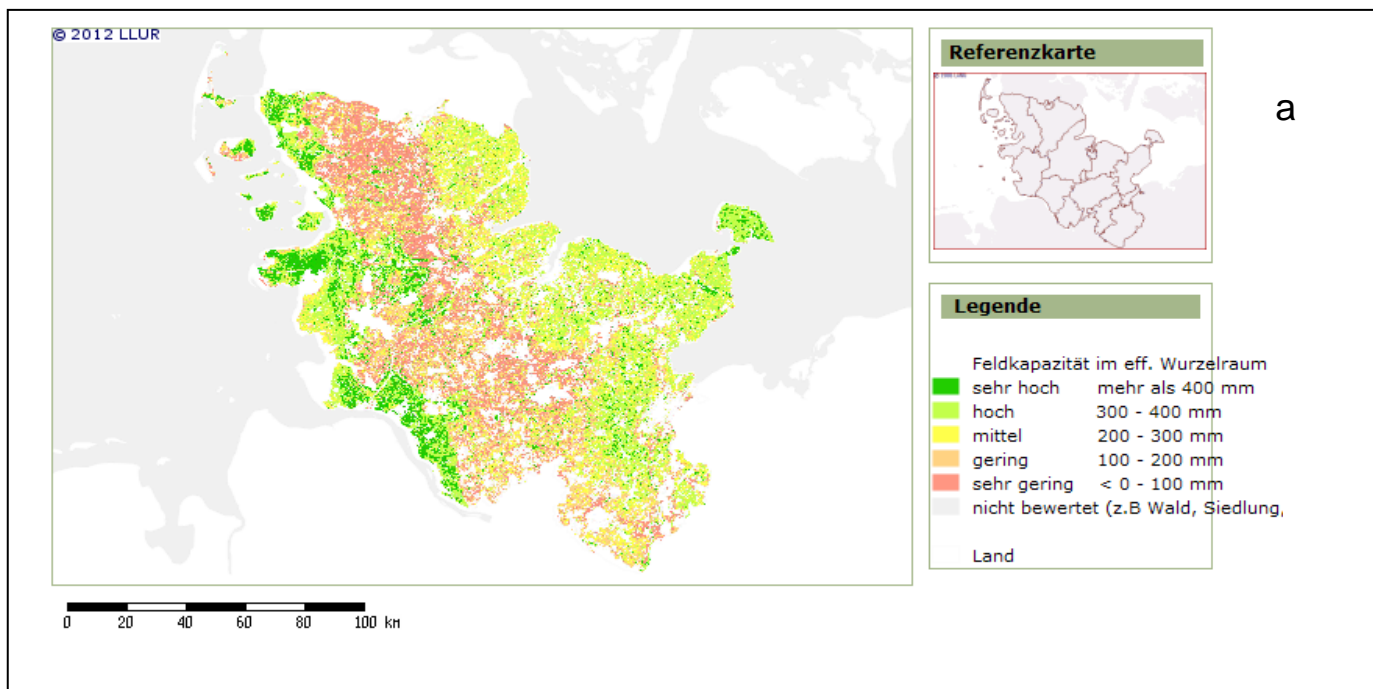 © 2012 LLUR
Referenzkarte
a
Legende
Feldkapazität im eff. Wurzelraum
sehr hoch mehr als 400 mm
hoch 300 - 400 mm
mittel 200 - 300 mm
gering 100 - 200 mm
sehr gering < 0 - 100 mm
nicht bewertet (z.B Wald, Siedlung,
Land
0 20 40 60 80 100 km